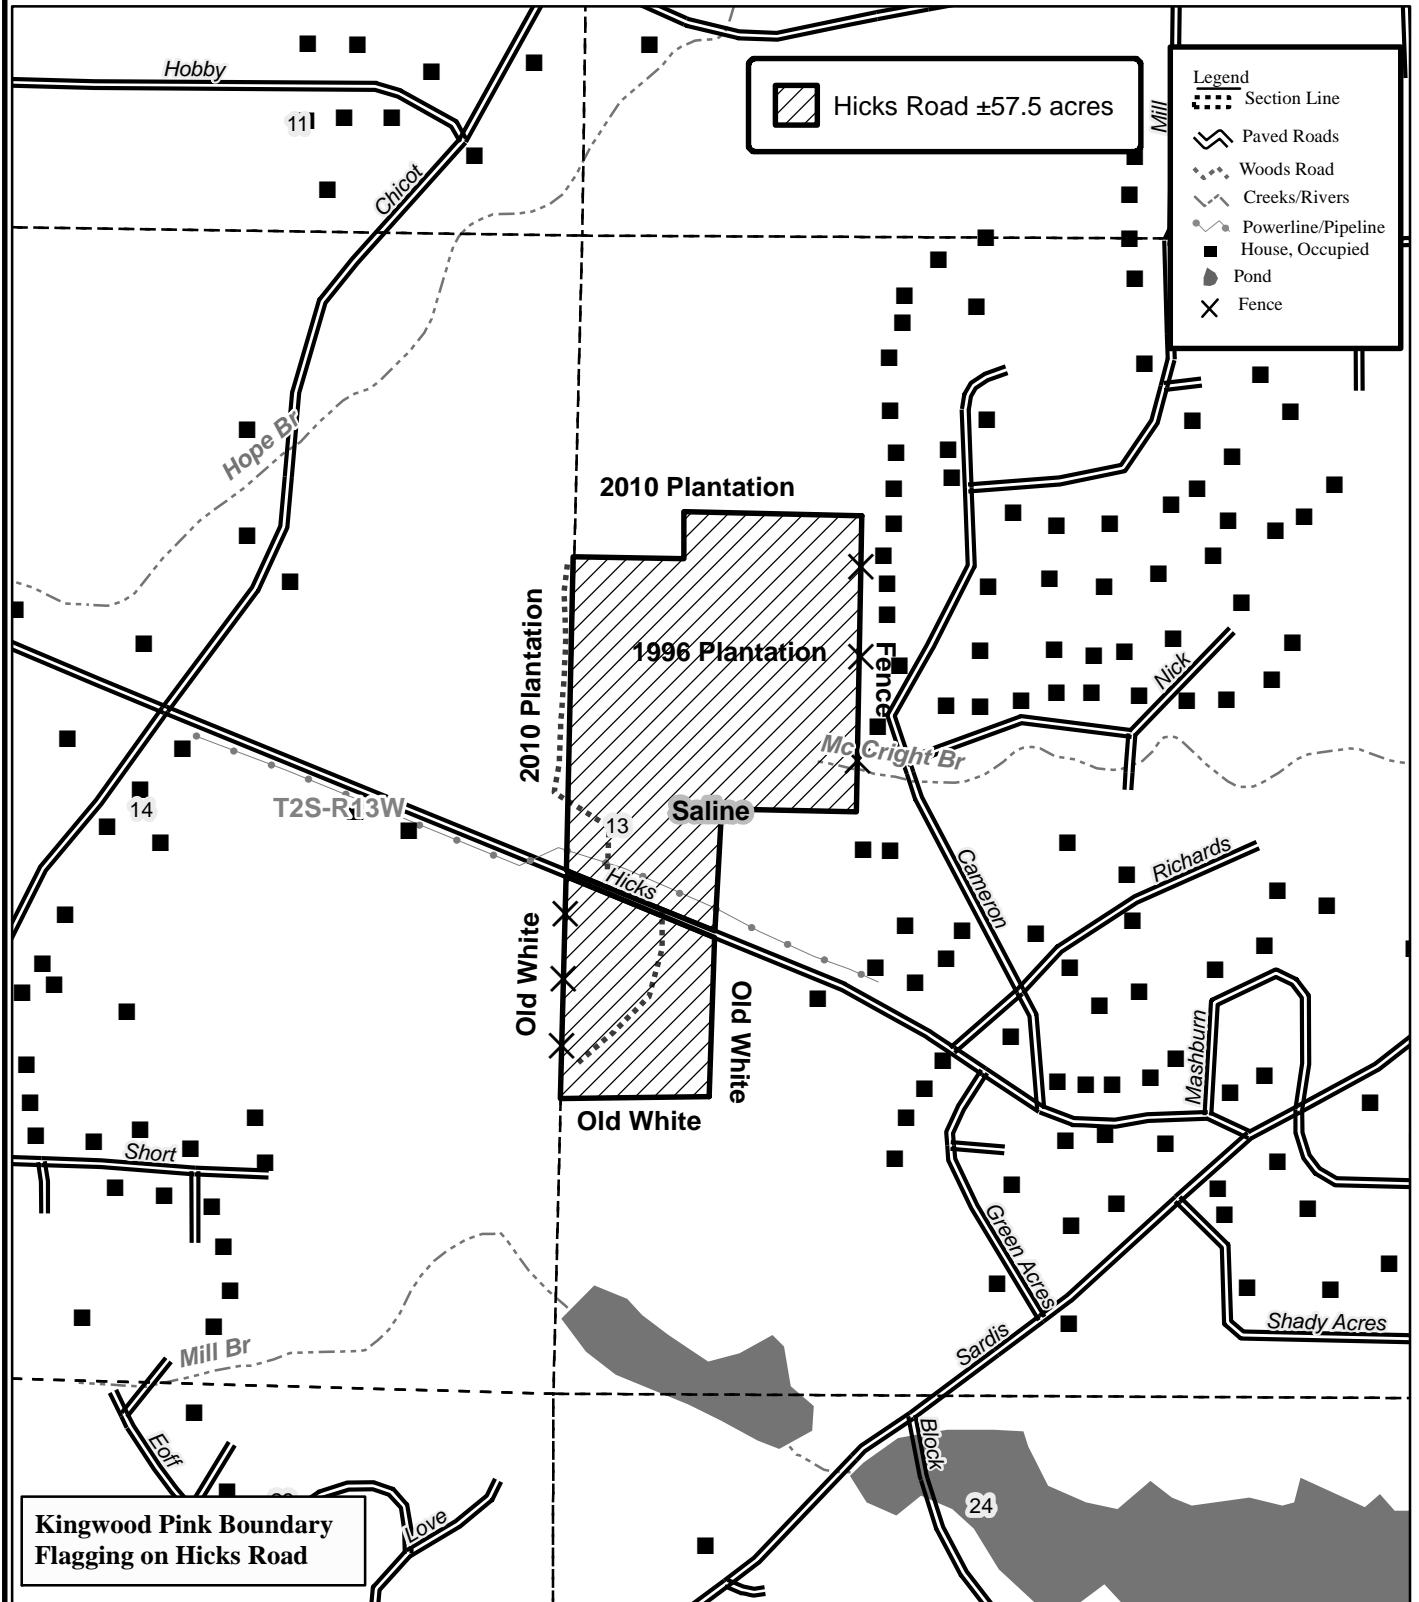 Hobby
11
Chicot
Hicks Road ±57.5 acres
Mill
Legend
Section Line
Paved Roads
Woods Road
Creeks/Rivers
Powerline/Pipeline
House, Occupied
Pond
Fence
Hope Br
2010 Plantation
2010 Plantation
1996 Plantation
Fence
Nick
Mc Cright Br
T2S-R13W
14
Saline
13
Hicks
Cameron
Richards
Old White
Old White
Old White
Mashburn
Short
Green Acres
Shady Acres
Sardis
Mill Br
Eoff
Block
24
Love
Kingwood Pink Boundary
Flagging on Hicks Road